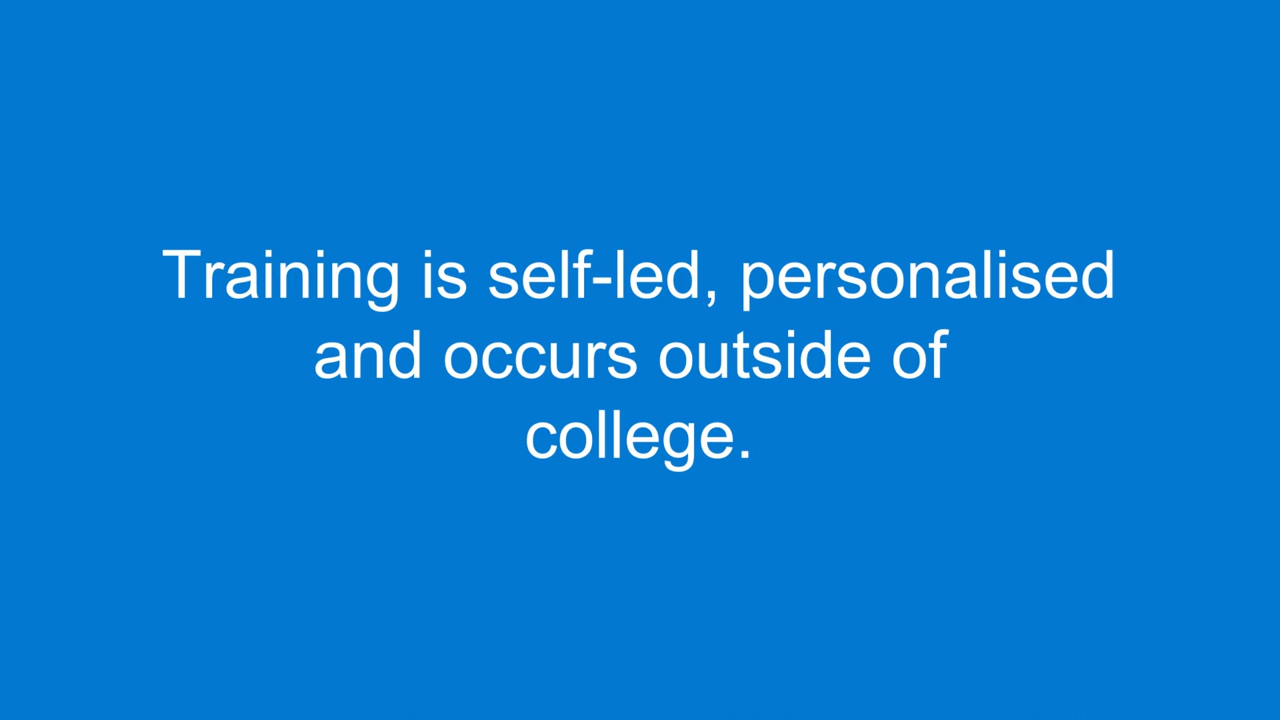 Training is self-led, personalised
and occurs outside of
college.